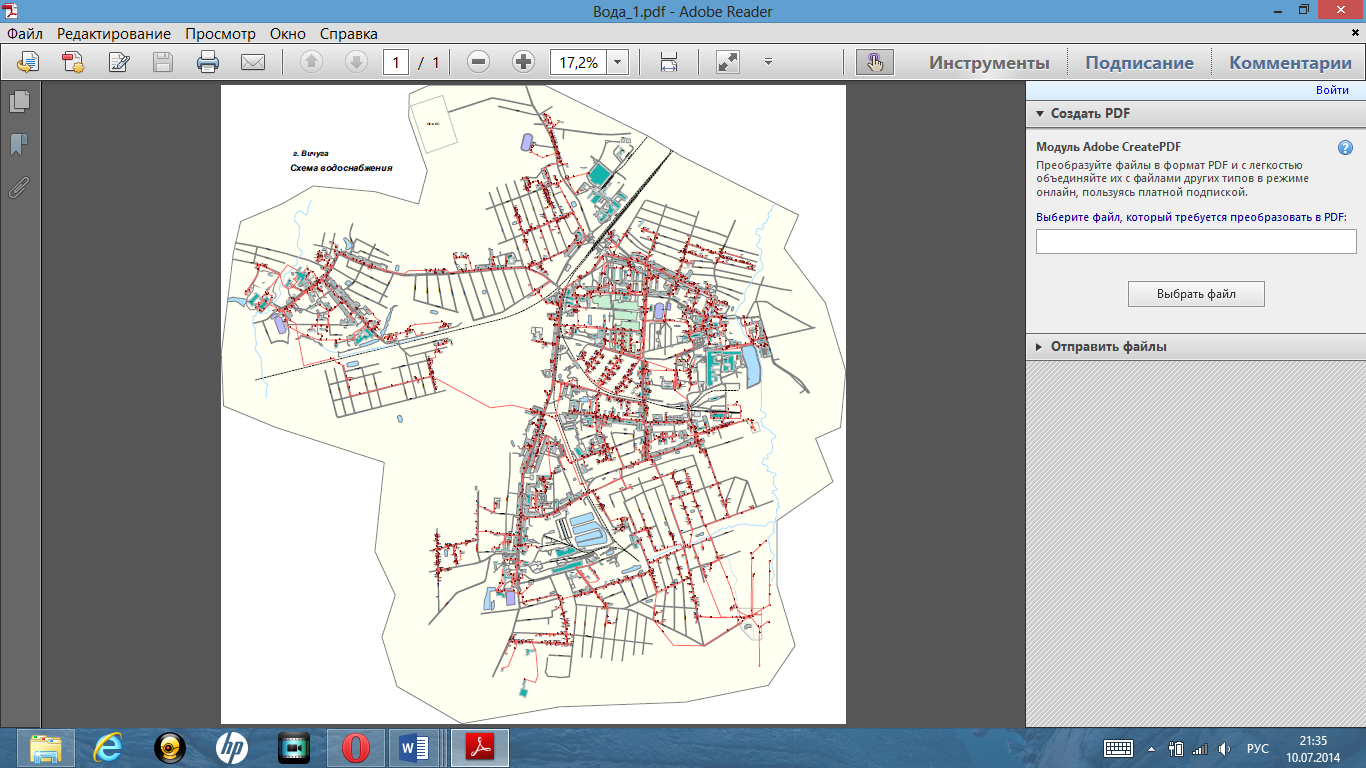 Вода_1.pdf - Adobe Reader
Файл Редактирование Просмотр Окно Справка
1 / 1 17,2% Инструменты Подписание Комментарии
Войти
Создать PDF
Модуль Adobe CreatePDF
Преобразуйте файлы в формат PDF и с легкостью
объединяйте их с файлами других типов в режиме
онлайн, пользуясь платной подпиской.
Выберите файл, который требуется преобразовать в PDF:
Выбрать файл
Отправить файлы
г. Вичуга
Схема водоснабжения
РУС
21:35
10.07.2014